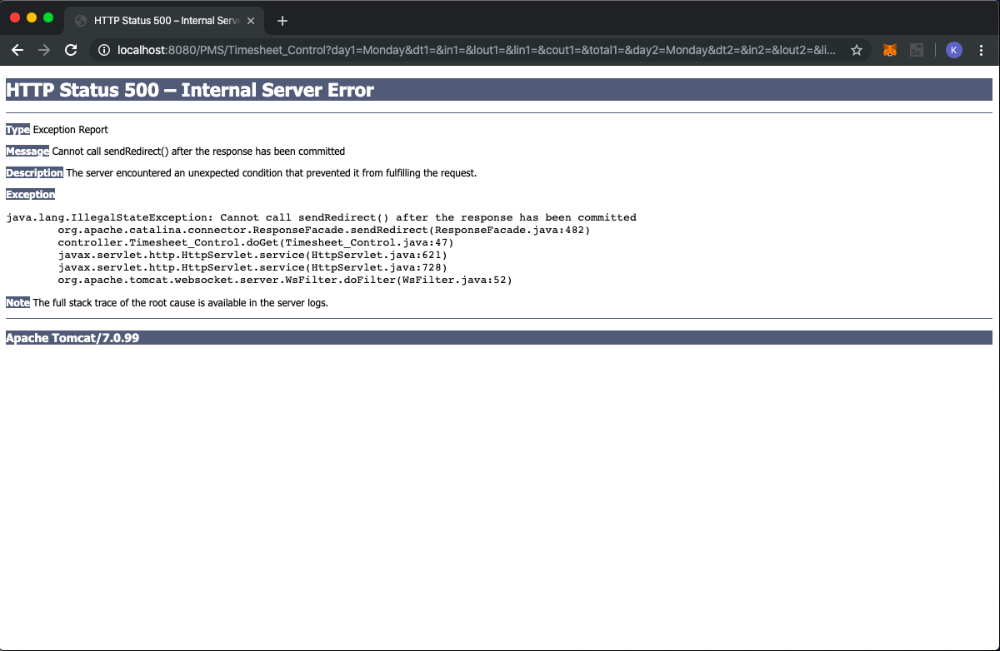 HTTP Status 500 – Internal Serve
localhost:8080/PMS/Timesheet_Control?day1=Monday&dt1=&in1=&lout1=&lin1=&cout1=&total1=&day2=Monday&dt2=&in2=&lout2=&li...
Se
K
HTTP Status 500 – Internal Server Error
Type Exception Report
Message Cannot call sendRedirect() after the response has been committed
Description The server encountered an unexpected condition that prevented it from fulfilling the request.
Exception
java.lang.IllegalStateException: Cannot call sendRedirect() after the response has been committed
org.apache.catalina.connector.ResponseFacade.sendRedirect(ResponseFacade.java:482)
controller.Timesheet_Control.doGet(Timesheet_Control.java:47)
javax.servlet.http.HttpServlet.service(HttpServlet.java:621)
javax.servlet.http.HttpServlet.service(HttpServlet.java:728)
org.apache.tomcat.websocket.server.WsFilter.doFilter(WsFilter.java:52)
Note The full stack trace of the root cause is available in the server logs.
Apache Tomcat/7.0.99